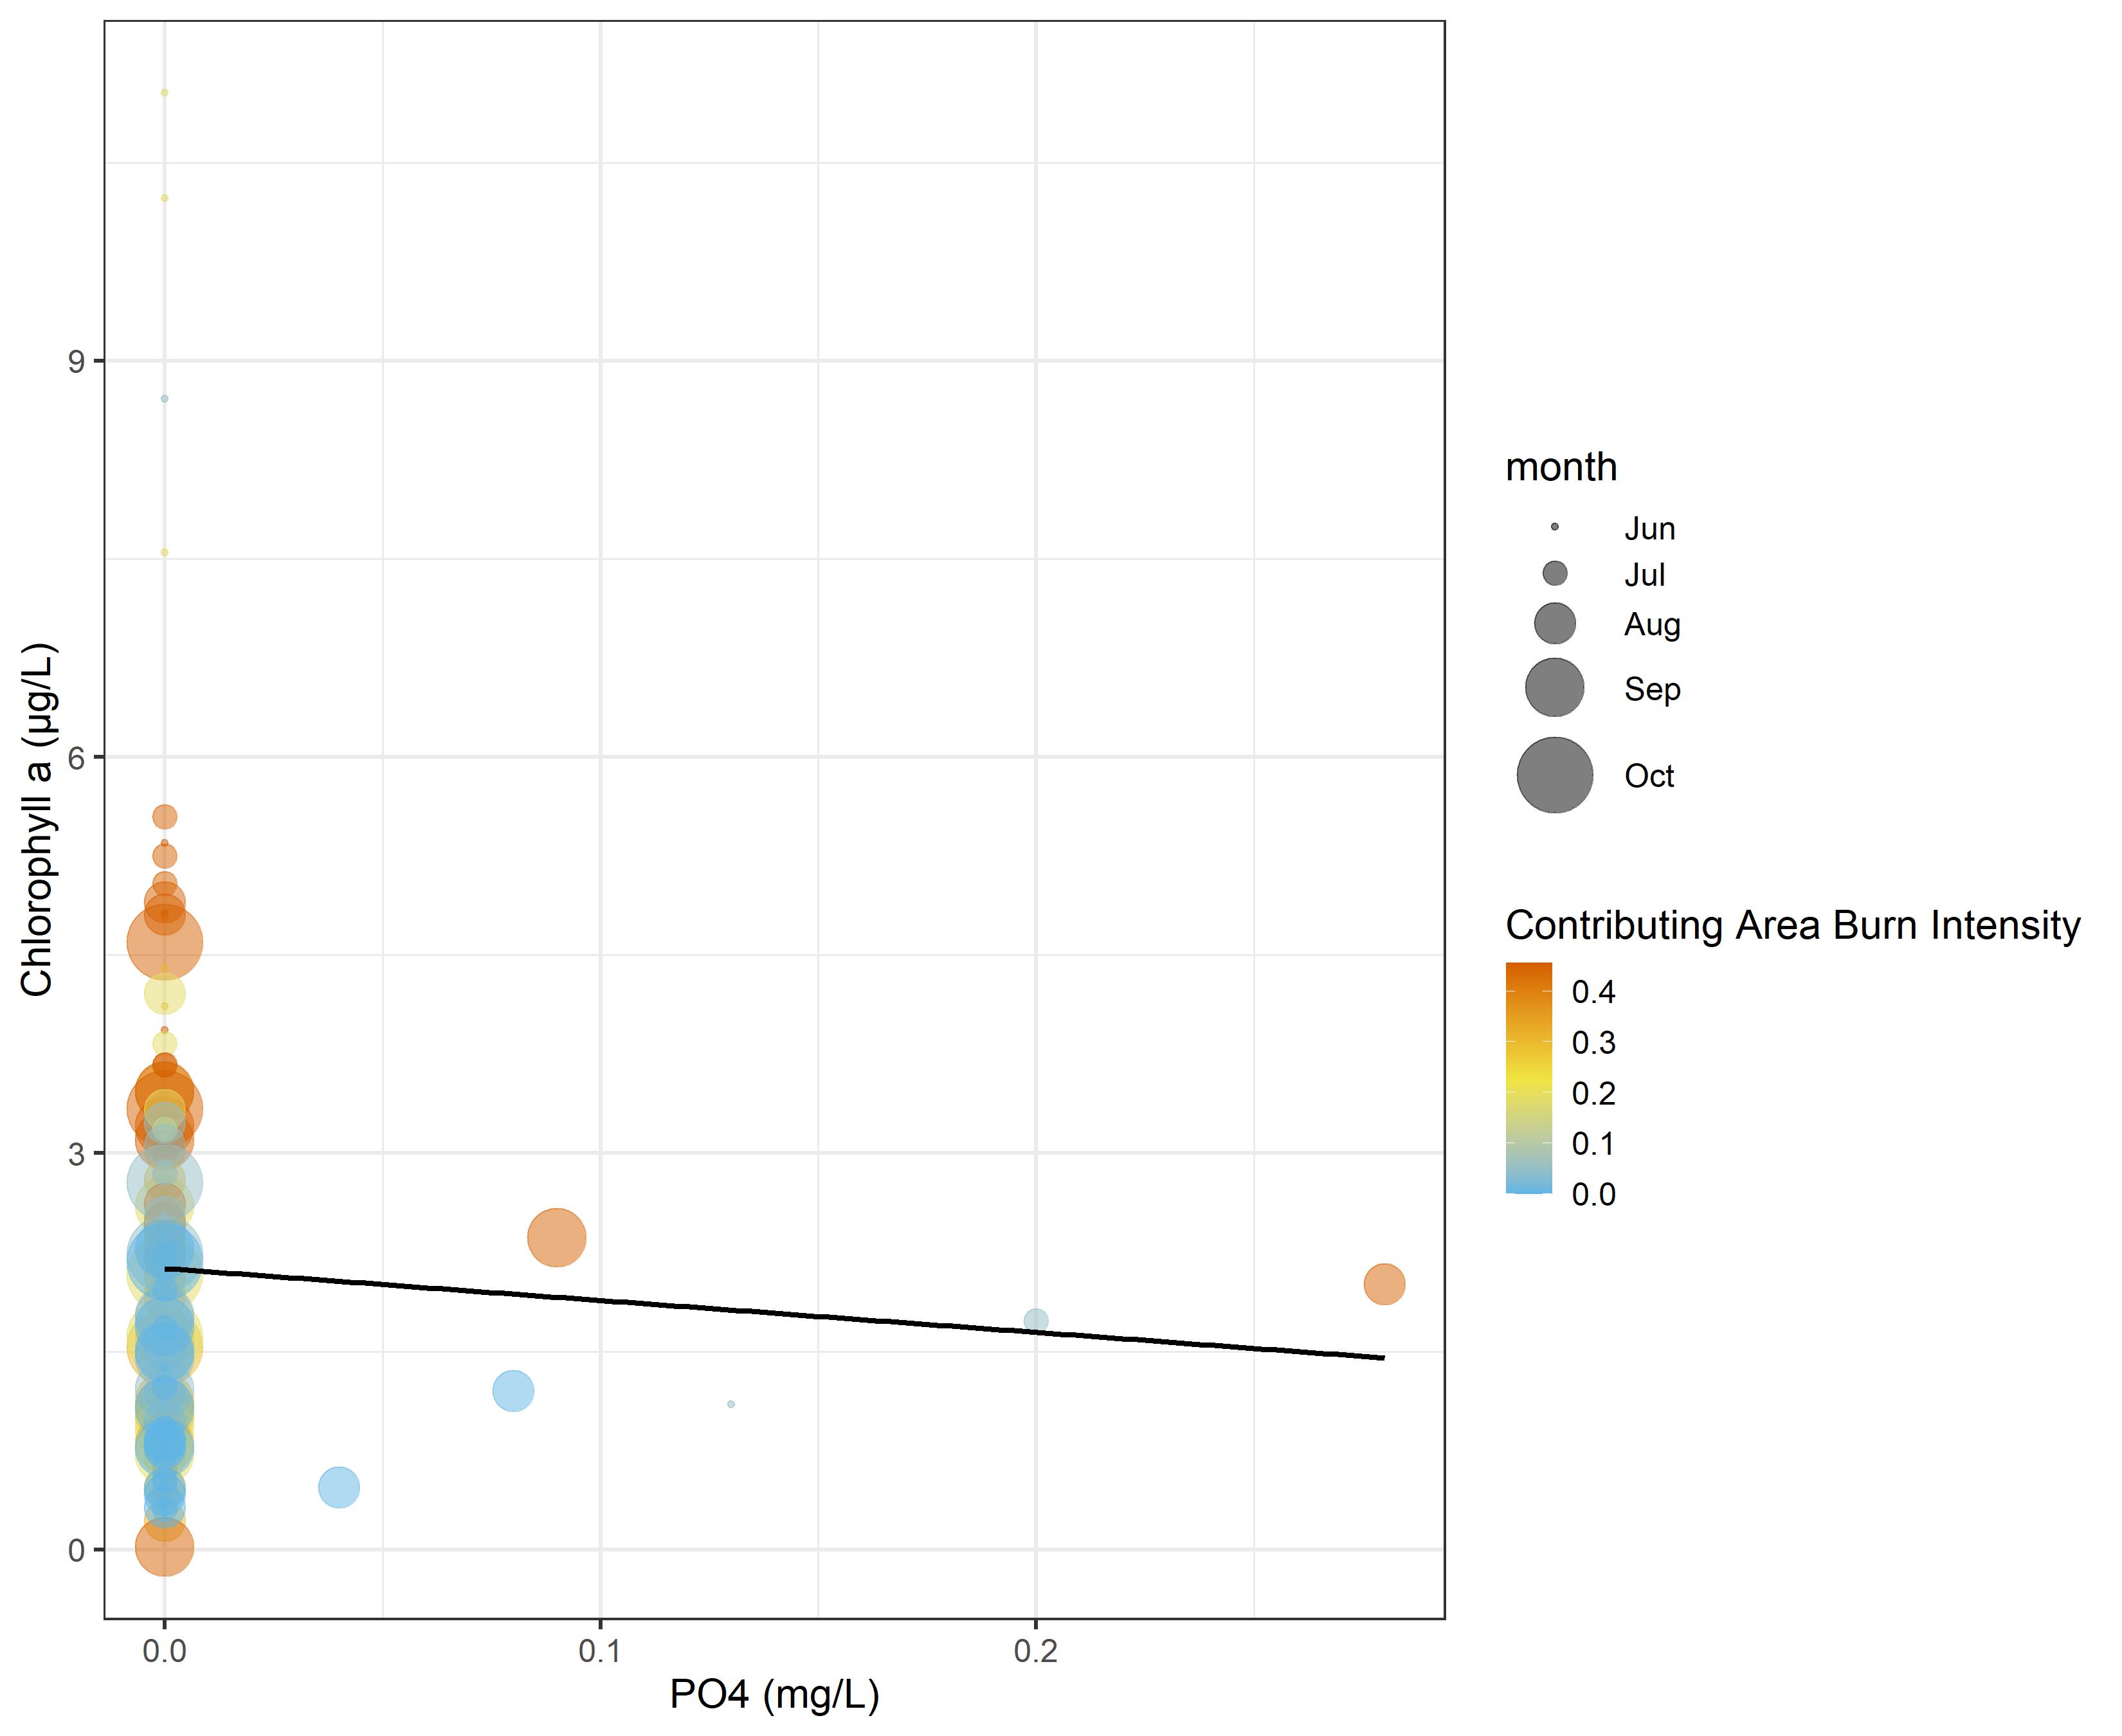 Chlorophyll a (µg/L)
9
6
3
0
0.0
0.1
0.2
PO4 (mg/L)
month
Jun
Jul
Aug
Sep
Oct
Contributing Area Burn Intensity
0.4
0.3
0.2
0.1
0.0